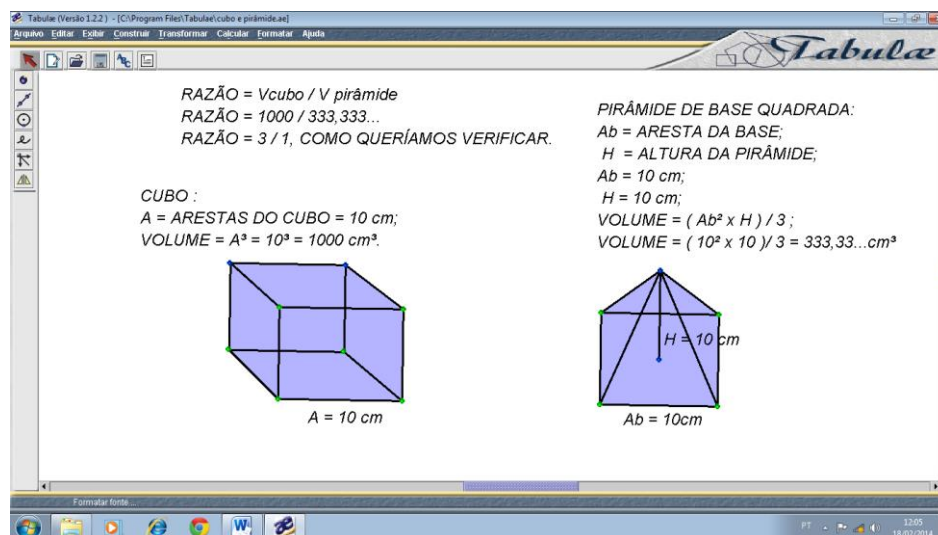 Tabulæ (Versão 1.2.2 ) - [C:\Program Files\Tabulae\cubo e pirâmide.ae]
Arquivo Editar Exibir Construir Iransformar Calcular Formatar Ajuda
Tabulæ
RAZÃO = Vcubo / V pirâmide
RAZÃO = 1000 / 333,333...
RAZÃO = 3 / 1, COMO QUERÍAMOS VERIFICAR.
CUBO :
A = ARESTAS DO CUBO = 10 cm;
VOLUME = A³ = 10³ = 1000 cm³.
A = 10 cm
PIRÂMIDE DE BASE QUADRADA:
Ab = ARESTA DA BASE;
H = ALTURA DA PIRÂMIDE;
Ab = 10 cm;
H = 10 cm;
VOLUME = ( Ab² x H ) / 3 ;
VOLUME = ( 10² x 10 )/ 3 = 333,33...cm³
H = 10 cm
Ab = 10cm
Formatar fonte...
PT
12:05
18/02/2014